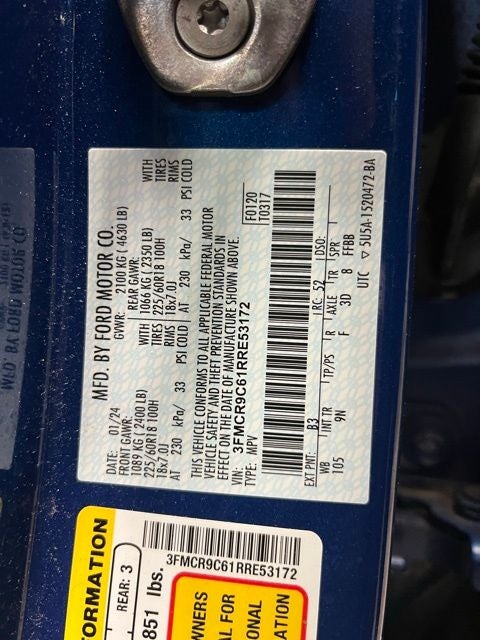 MFD. BY FORD MOTOR CO.
DATE: 01/24 GVWR: 2100 KG ( 4630 LB)
FRONT GAWR: REAR GAWR:
1089 KG (2400 LB) WITH 1066 KG ( 2350 LB) WITH
225/60R18 100H TIRES 225/60R18 100H TIRES
18x7.0J RIMS 18x7.0J RIMS
AT 230 kPa/ 33 PSI COLD AT 230 kPa/ 33 PSI COLD
THIS VEHICLE CONFORMS TO ALL APPLICABLE FEDERAL MOTOR
VEHICLE SAFETY AND THEFT PREVENTION STANDARDS IN
EFFECT ON THE DATE OF MANUFACTURE SHOWN ABOVE.
VIN: 3FMCR9C61RRE53172 F0120
TYPE: MPV T0317
EXT PNT: B3 RC: 52 DSO:
WB INT TR TP/PS R AXLE TR SPR
105 9N F 3D 8 FFBB
UTC ▽ 5U5A-1520472-BA
ORMATION
REAR: 3
851 lbs.
3FMCR9C61RRE53172
WNERS
AL FOR
IONAL
ATION